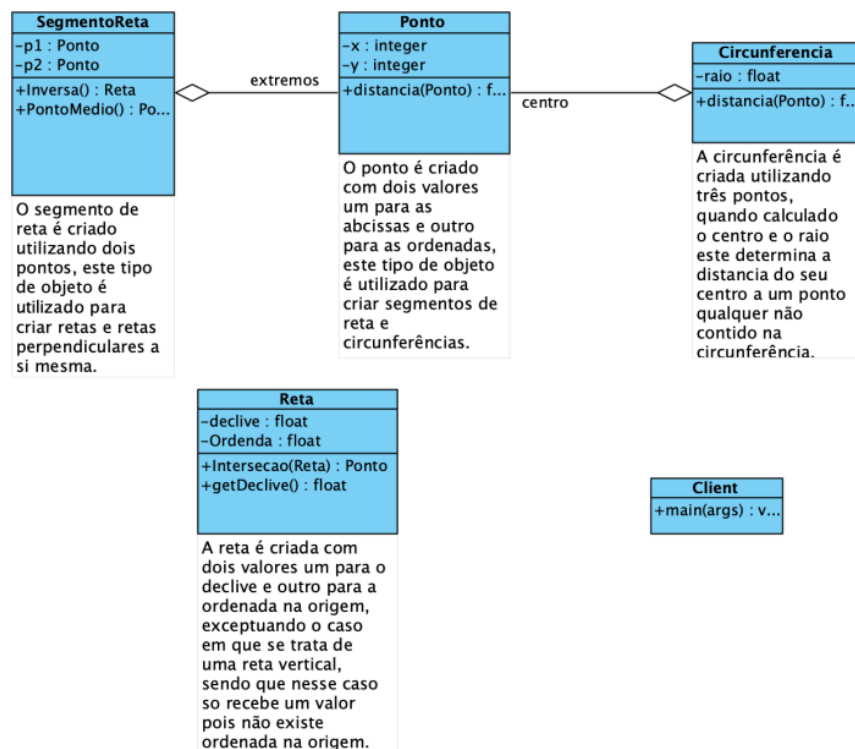 SegmentoReta
-p1 : Ponto
-p2 : Ponto
+Inversa() : Reta
+PontoMedio() : Po...
O segmento de
reta é criado
utilizando dois
pontos, este tipo
de objeto é
utilizado para
criar retas e retas
perpendiculares a
si mesma.
extremos
Ponto
-x : integer
-y : integer
+distancia(Ponto) : f...
O ponto é criado
com dois valores
um para as
abcissas e outro
para as ordenadas,
este tipo de objeto
é utilizado para
criar segmentos de
reta e
circunferências.
centro
Circunferencia
-raio : float
+distancia(Ponto) : f...
A circunferência é
criada utilizando
três pontos,
quando calculado
o centro e o raio
este determina a
distancia do seu
centro a um ponto
qualquer não
contido na
circunferência.
Reta
-declive : float
-Ordenda : float
+Intersecao(Reta) : Ponto
+getDeclive() : float
A reta é criada com
dois valores um para o
declive e outro para a
ordenada na origem,
exceptuando o caso
em que se trata de
uma reta vertical,
sendo que nesse caso
so recebe um valor
pois não existe
ordenada na origem.
Client
+main(args) : v...